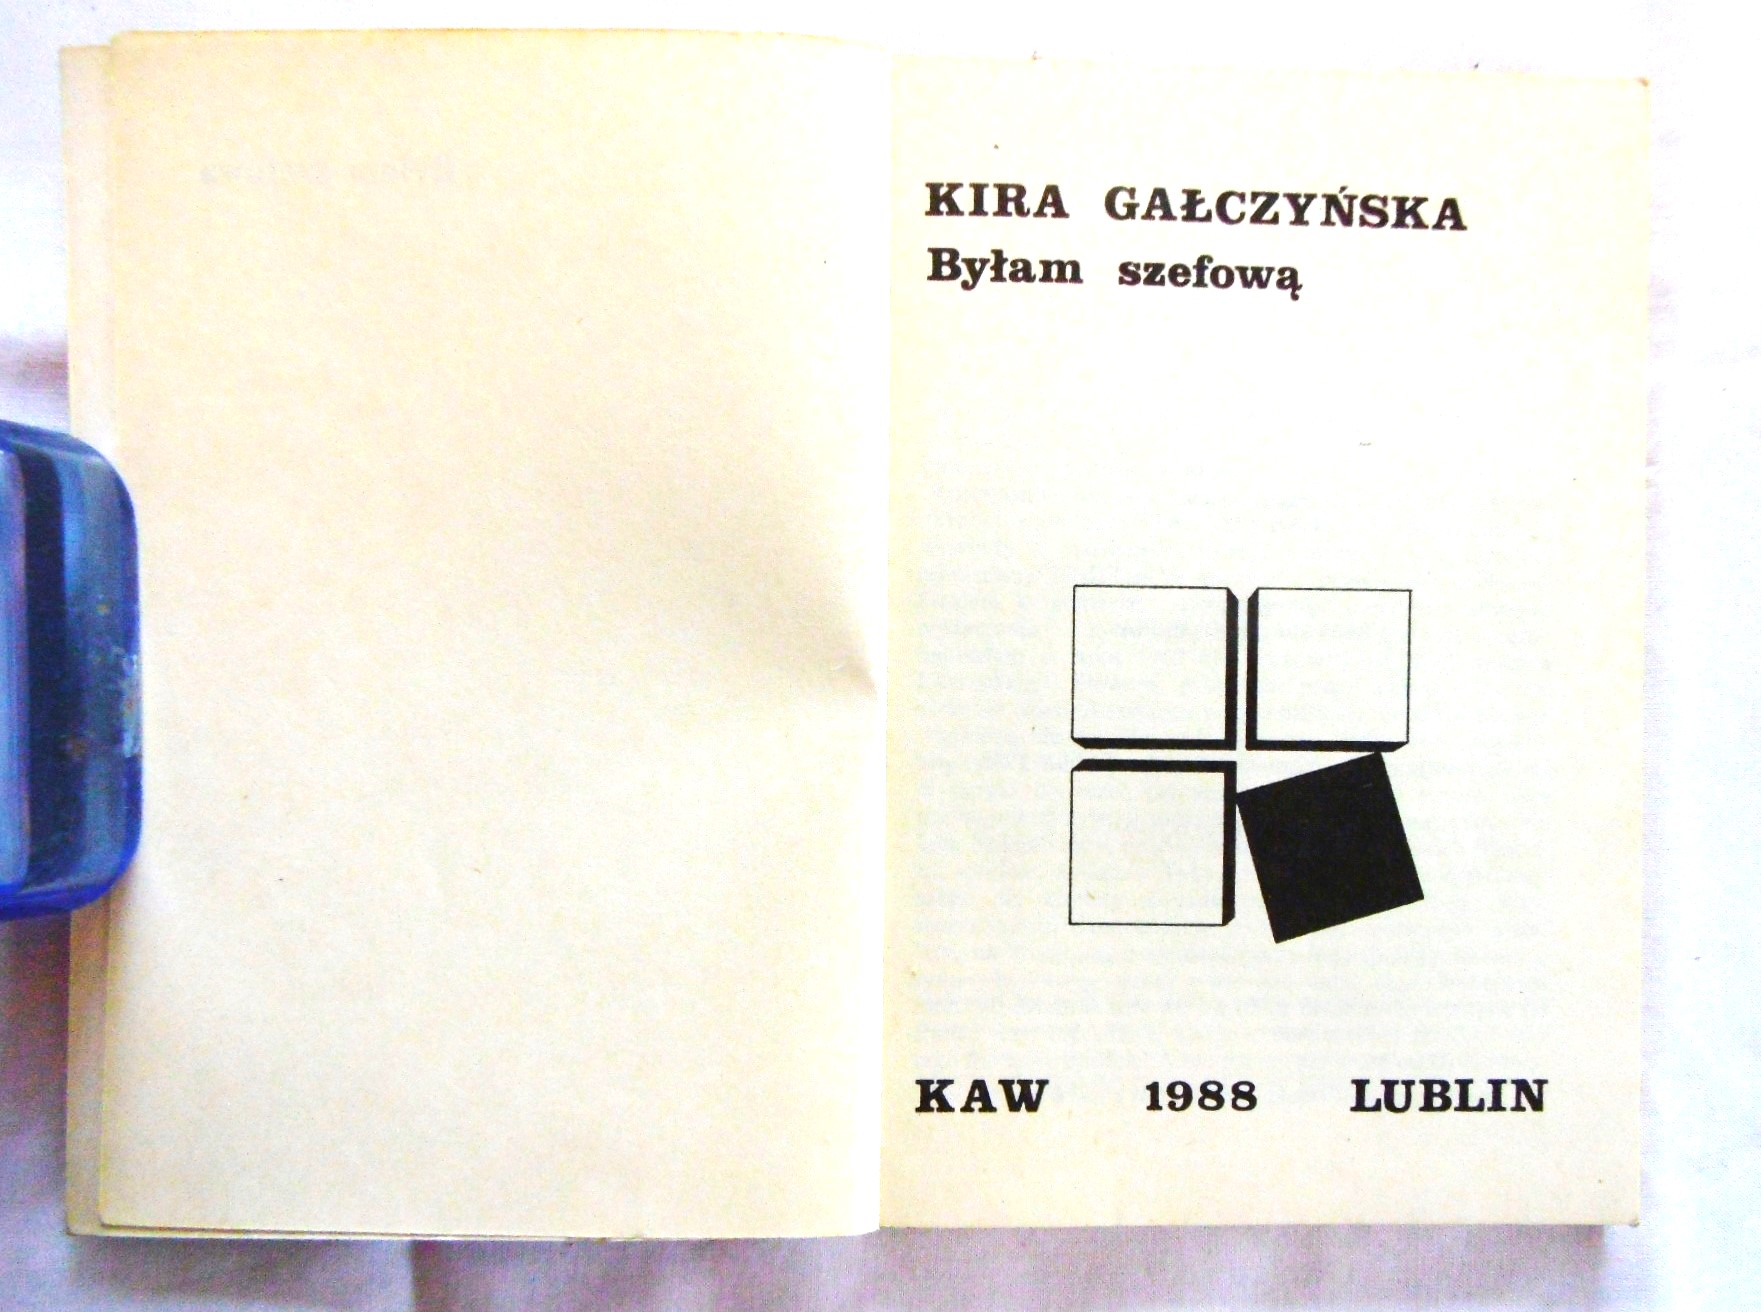 KIRA GAŁCZYŃSKA
Byłam szefową
KAW 1988 LUBLIN